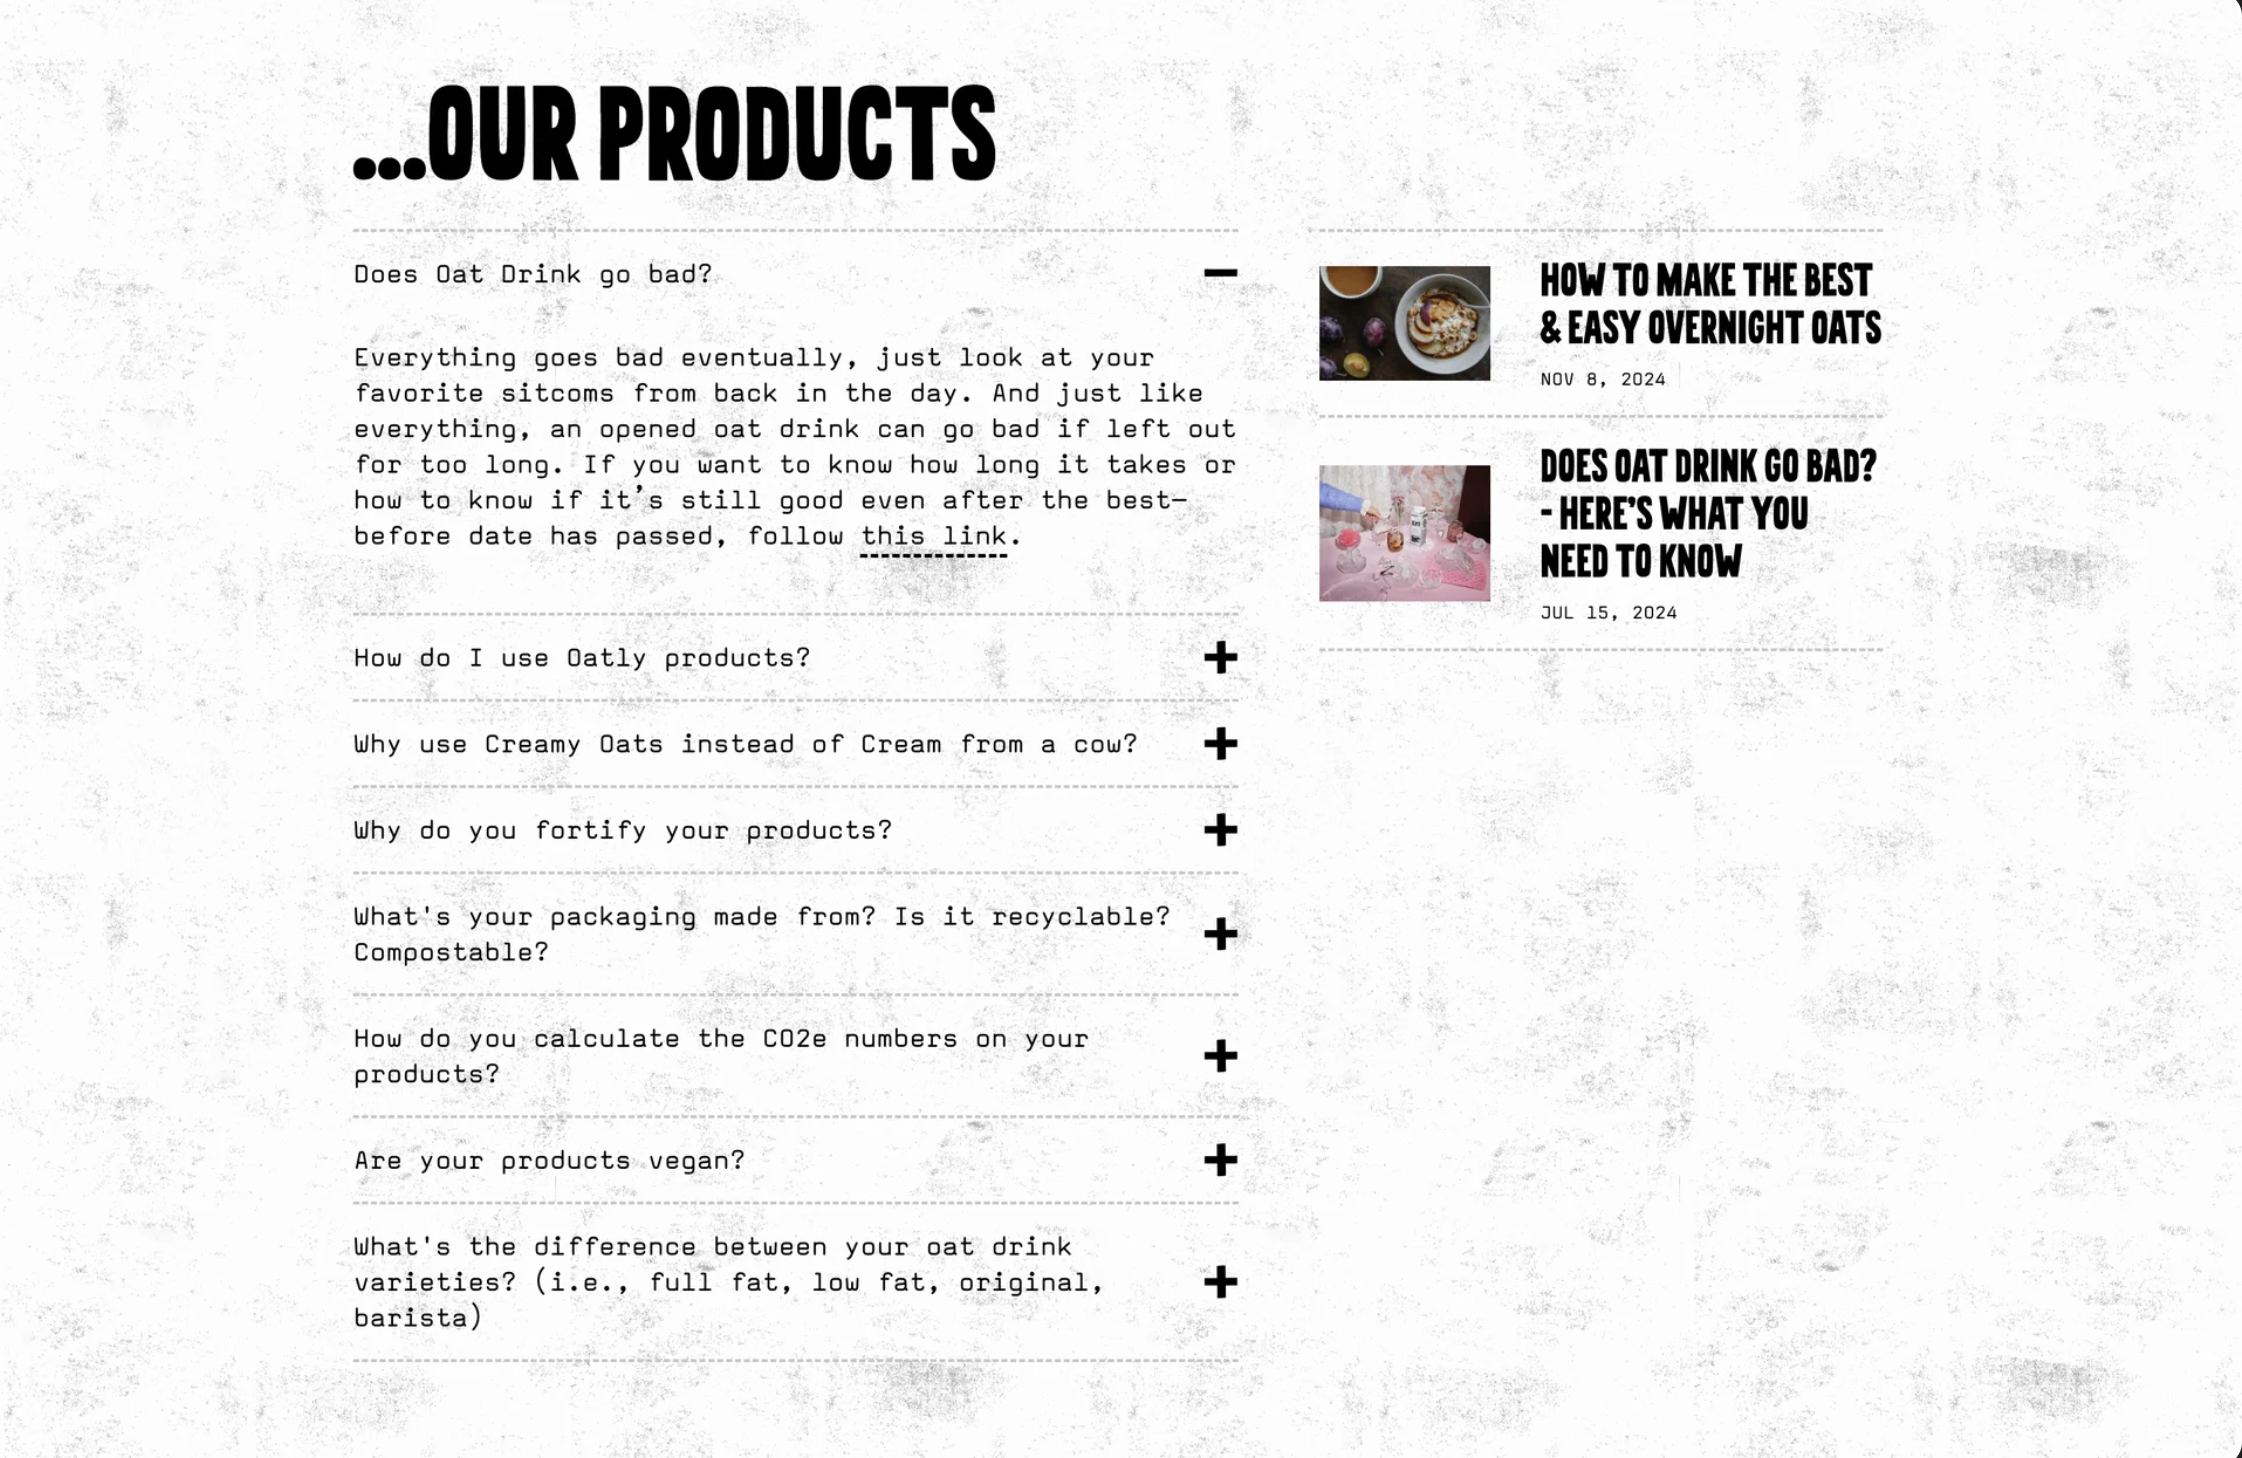 ...OUR PRODUCTS
Does Oat Drink go bad?
Everything goes bad eventually, just look at your
favorite sitcoms from back in the day. And just like
everything, an opened oat drink can go bad if left out
for too long. If you want to know how long it takes or
how to know if it’s still good even after the best-
before date has passed, follow this link.
How do I use Oatly products?
Why use Creamy Oats instead of Cream from a cow?
Why do you fortify your products?
What's your packaging made from? Is it recyclable?
Compostable?
How do you calculate the CO2e numbers on your
products?
Are your products vegan?
What's the difference between your oat drink
varieties? (i.e., full fat, low fat, original,
barista)
HOW TO MAKE THE BEST
& EASY OVERNIGHT OATS
NOV 8, 2024
DOES OAT DRINK GO BAD?
- HERE’S WHAT YOU
NEED TO KNOW
JUL 15, 2024